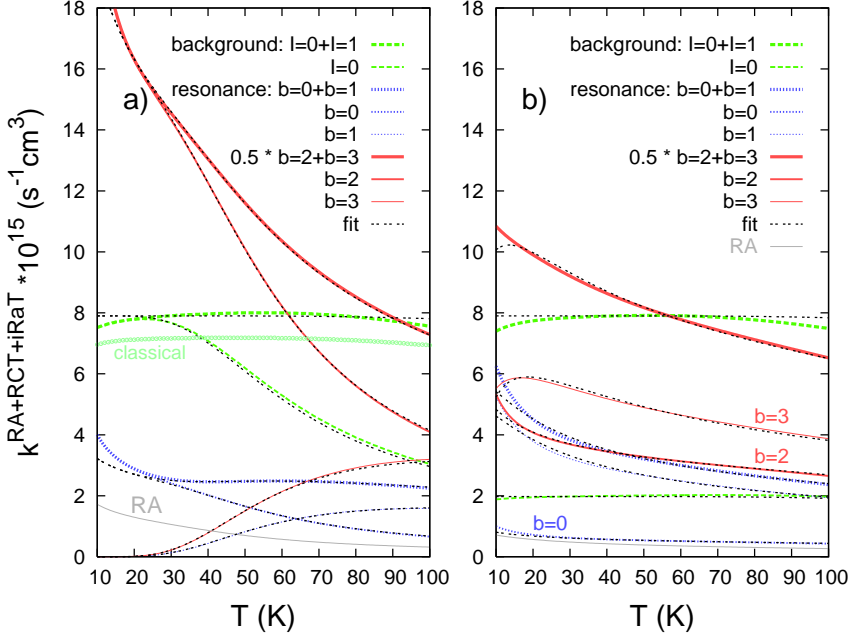 k^RA+RCT+iRaT *10^15 (s^-1 cm^3)
18
16
14
12
10
8
6
4
2
0
10 20 30 40 50 60 70 80 90 100
T (K)
a)
background: I=0+I=1
I=0
resonance: b=0+b=1
b=0
b=1
0.5 * b=2+b=3
b=2
b=3
fit
classical
RA
18
16
14
12
10
8
6
4
2
0
10 20 30 40 50 60 70 80 90 100
T (K)
b)
background: I=0+I=1
I=0
resonance: b=0+b=1
b=0
b=1
0.5 * b=2+b=3
b=2
b=3
fit
RA
b=3
b=2
b=0